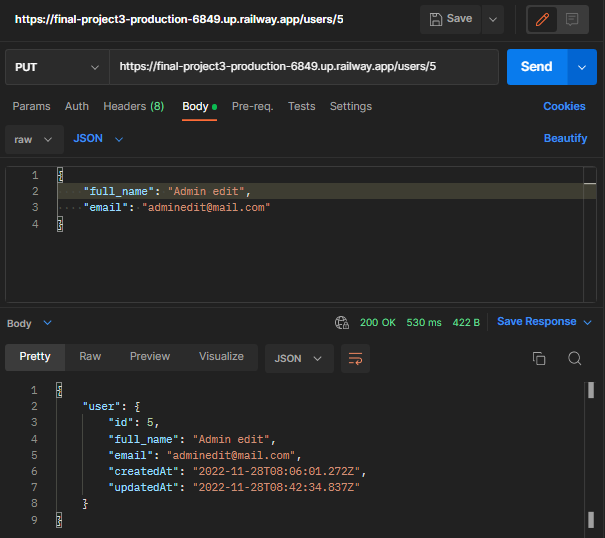 https://final-project3-production-6849.up.railway.app/users/5
Save
PUT
https://final-project3-production-6849.up.railway.app/users/5
Send
Params Auth Headers (8) Body Pre-req. Tests Settings Cookies
raw JSON Beautify
1 {
2 "full_name": "Admin edit",
3 "email": "adminedit@mail.com"
4 }
Body 200 OK 530 ms 422 B Save Response
Pretty Raw Preview Visualize JSON
1 {
2 "user": {
3 "id": 5,
4 "full_name": "Admin edit",
5 "email": "adminedit@mail.com",
6 "createdAt": "2022-11-28T08:06:01.272Z",
7 "updatedAt": "2022-11-28T08:42:34.837Z"
8 }
9 }